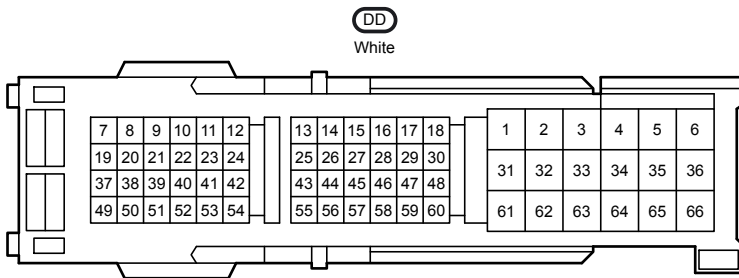 DD
White
7 8 9 10 11 12 13 14 15 16 17 18 1 2 3 4 5 6
19 20 21 22 23 24 25 26 27 28 29 30 31 32 33 34 35 36
37 38 39 40 41 42 43 44 45 46 47 48
49 50 51 52 53 54 55 56 57 58 59 60 61 62 63 64 65 66